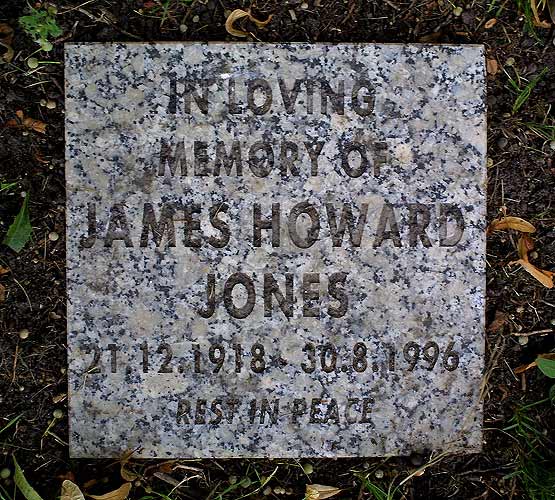 IN LOVING
MEMORY OF
JAMES HOWARD
JONES
21.12.1918 - 30.8.1996
REST IN PEACE